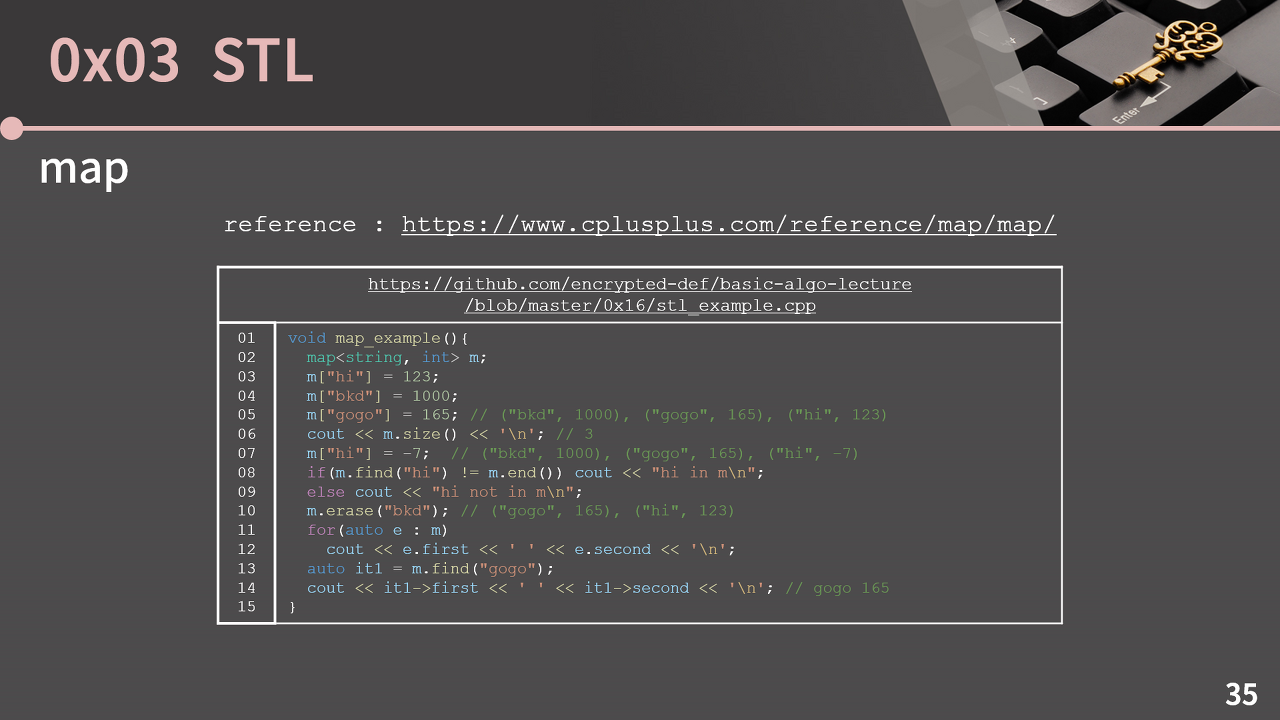 0x03 STL
Enter
map
reference : https://www.cplusplus.com/reference/map/map/
https://github.com/encrypted-def/basic-algo-lecture
/blob/master/0x16/stl_example.cpp
01 void map_example(){
02   map<string, int> m;
03   m["hi"] = 123;
04   m["bkd"] = 1000;
05   m["gogo"] = 165; // ("bkd", 1000), ("gogo", 165), ("hi", 123)
06   cout << m.size() << '\n'; // 3
07   m["hi"] = -7;  // ("bkd", 1000), ("gogo", 165), ("hi", -7)
08   if(m.find("hi") != m.end()) cout << "hi in m\n";
09   else cout << "hi not in m\n";
10   m.erase("bkd"); // ("gogo", 165), ("hi", 123)
11   for(auto e : m)
12     cout << e.first << ' ' << e.second << '\n';
13   auto it1 = m.find("gogo");
14   cout << it1->first << ' ' << it1->second << '\n'; // gogo 165
15 }
35